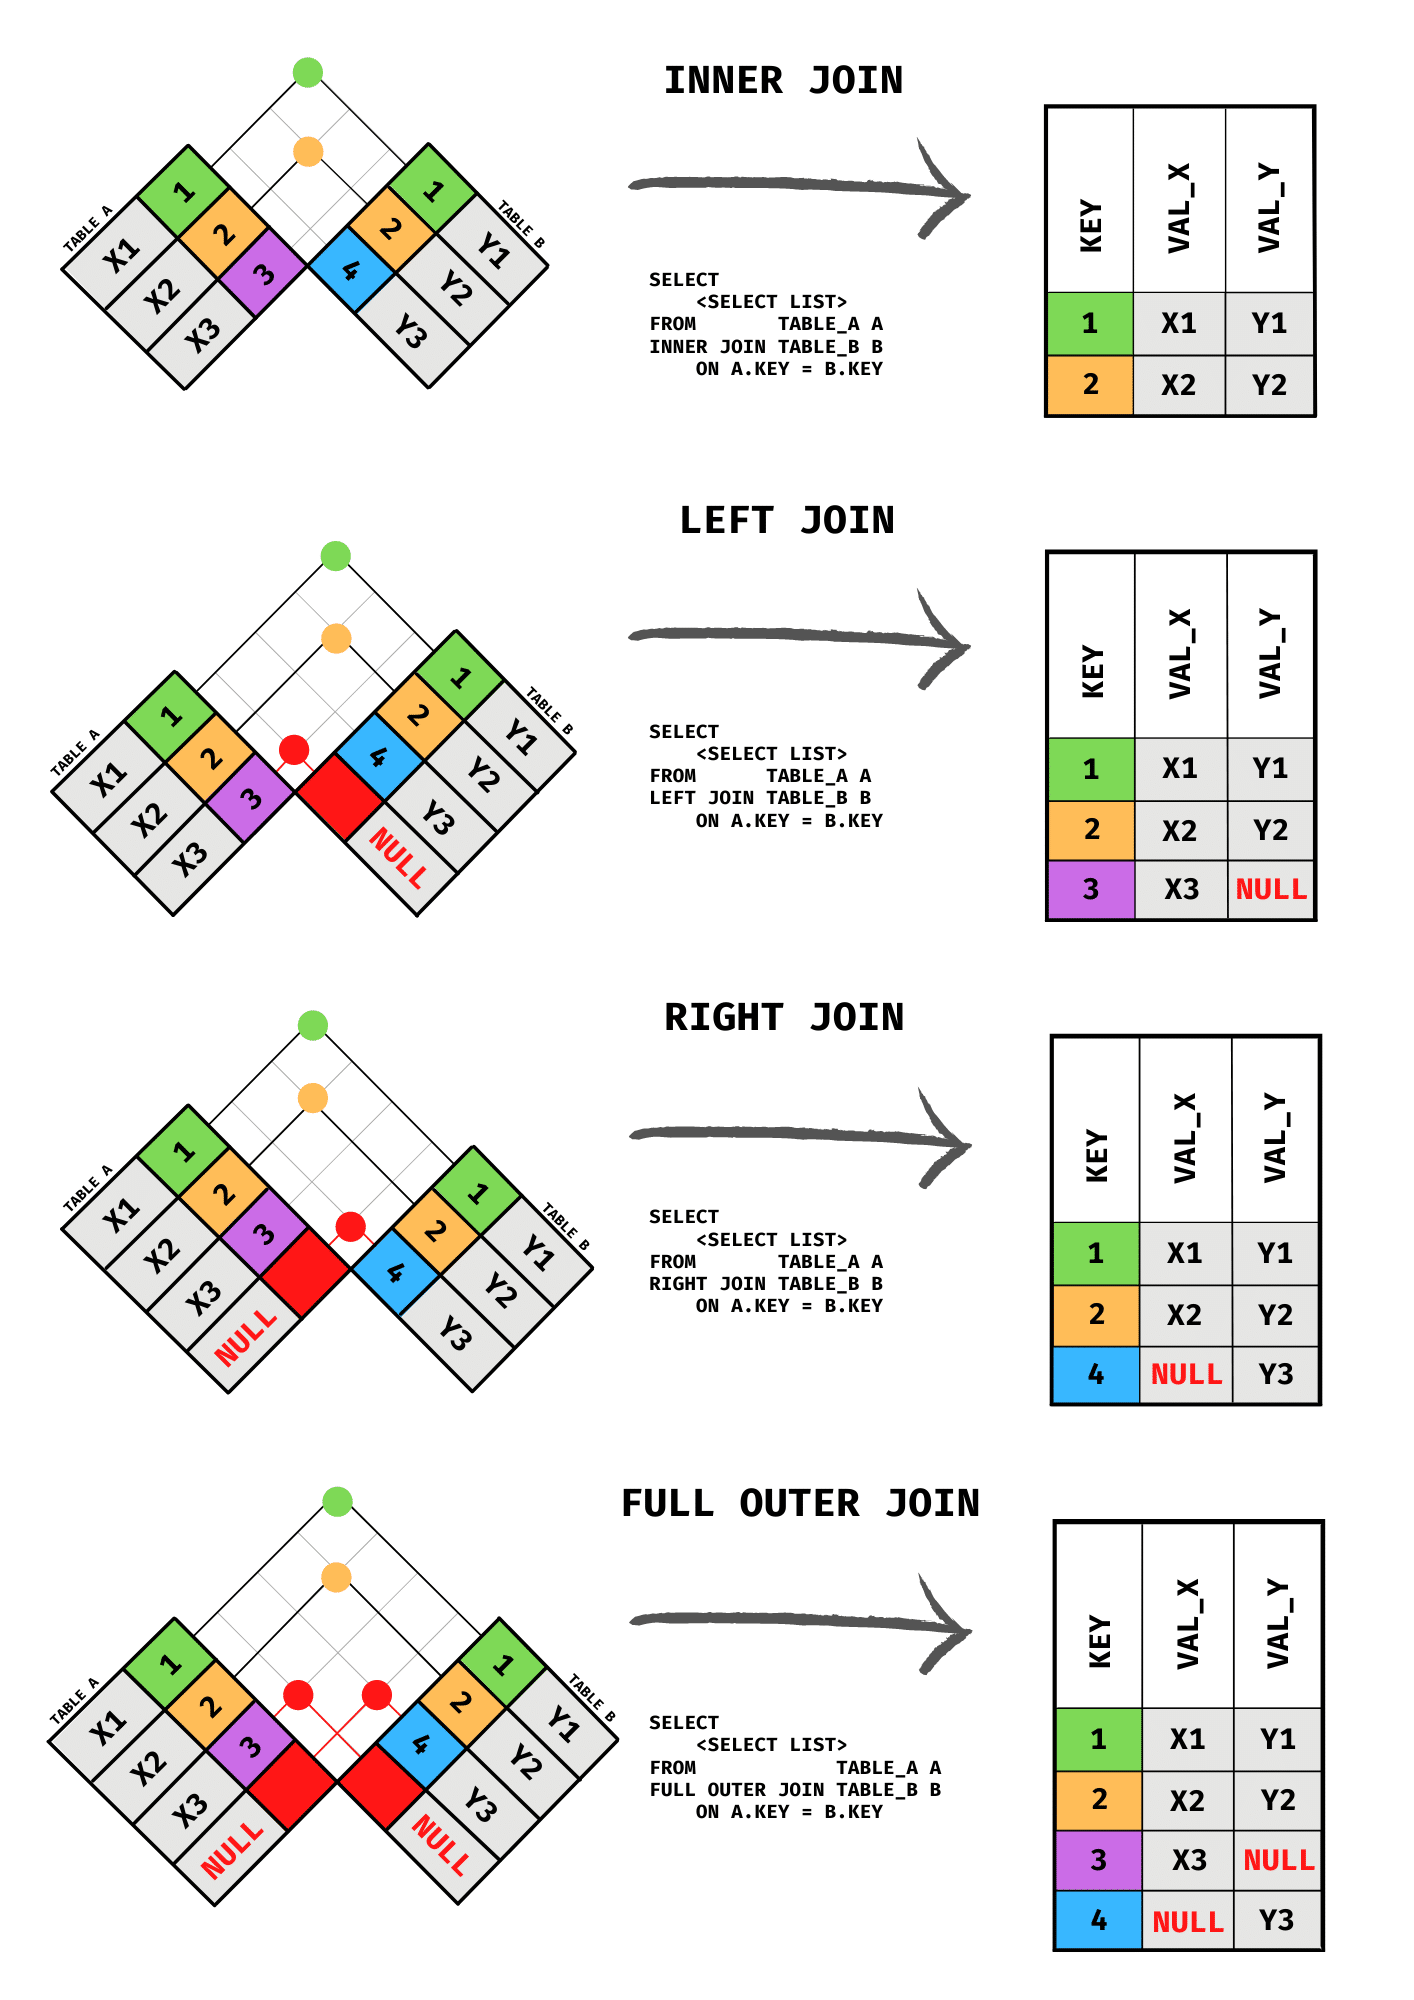 INNER JOIN
TABLE A
1
2
3
X1
X2
X3
TABLE B
1
2
4
Y1
Y2
Y3
SELECT
<SELECT LIST>
FROM TABLE_A A
INNER JOIN TABLE_B B
ON A.KEY = B.KEY
KEY VAL_X VAL_Y
1 X1 Y1
2 X2 Y2
LEFT JOIN
TABLE A
1
2
3
X1
X2
X3
TABLE B
1
2
4
Y1
Y2
Y3
NULL
SELECT
<SELECT LIST>
FROM TABLE_A A
LEFT JOIN TABLE_B B
ON A.KEY = B.KEY
KEY VAL_X VAL_Y
1 X1 Y1
2 X2 Y2
3 X3 NULL
RIGHT JOIN
TABLE A
1
2
3
X1
X2
X3
NULL
TABLE B
1
2
4
Y1
Y2
Y3
SELECT
<SELECT LIST>
FROM TABLE_A A
RIGHT JOIN TABLE_B B
ON A.KEY = B.KEY
KEY VAL_X VAL_Y
1 X1 Y1
2 X2 Y2
4 NULL Y3
FULL OUTER JOIN
TABLE A
1
2
3
X1
X2
X3
NULL
TABLE B
1
2
4
Y1
Y2
Y3
NULL
SELECT
<SELECT LIST>
FROM TABLE_A A
FULL OUTER JOIN TABLE_B B
ON A.KEY = B.KEY
KEY VAL_X VAL_Y
1 X1 Y1
2 X2 Y2
3 X3 NULL
4 NULL Y3